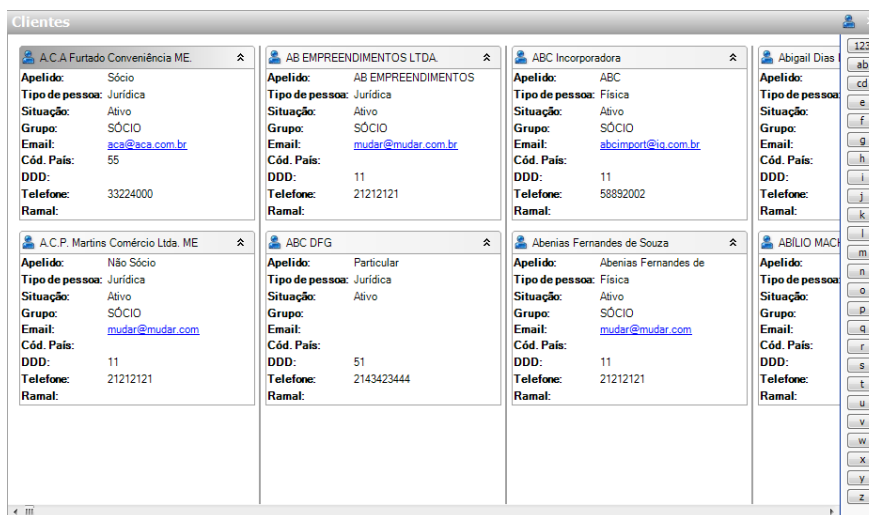 Clientes
A.C.A Furtado Conveniência ME.
Apelido: Sócio
Tipo de pessoa: Jurídica
Situação: Ativo
Grupo: SÓCIO
Email: aca@aca.com.br
Cód. País: 55
DDD:
Telefone: 33224000
Ramal:
A.C.P. Martins Comércio Ltda. ME
Apelido: Não Sócio
Tipo de pessoa: Jurídica
Situação: Ativo
Grupo: SÓCIO
Email: mudar@mudar.com
Cód. País:
DDD: 11
Telefone: 21212121
Ramal:
AB EMPREENDIMENTOS LTDA.
Apelido: AB EMPREENDIMENTOS
Tipo de pessoa: Jurídica
Situação: Ativo
Grupo: SÓCIO
Email: mudar@mudar.com.br
Cód. País:
DDD: 11
Telefone: 21212121
Ramal:
ABC DFG
Apelido: Particular
Tipo de pessoa: Jurídica
Situação: Ativo
Grupo:
Email:
Cód. País:
DDD: 51
Telefone: 2143423444
Ramal:
ABC Incorporadora
Apelido: ABC
Tipo de pessoa: Física
Situação: Ativo
Grupo: SÓCIO
Email: abcimport@ig.com.br
Cód. País:
DDD: 11
Telefone: 58892002
Ramal:
Abenias Fernandes de Souza
Apelido: Abenias Fernandes de
Tipo de pessoa: Física
Situação: Ativo
Grupo: SÓCIO
Email: mudar@mudar.com
Cód. País:
DDD: 11
Telefone: 21212121
Ramal:
Abigail Dias
Apelido:
Tipo de pessoa
Situação:
Grupo:
Email:
Cód. País:
DDD:
Telefone:
Ramal:
ABÍLIO MACH
Apelido:
Tipo de pessoa
Situação:
Grupo:
Email:
Cód. País:
DDD:
Telefone:
Ramal:
123
ab
cd
e
f
g
h
i
j
k
l
m
n
o
p
q
r
s
t
u
v
w
x
y
z